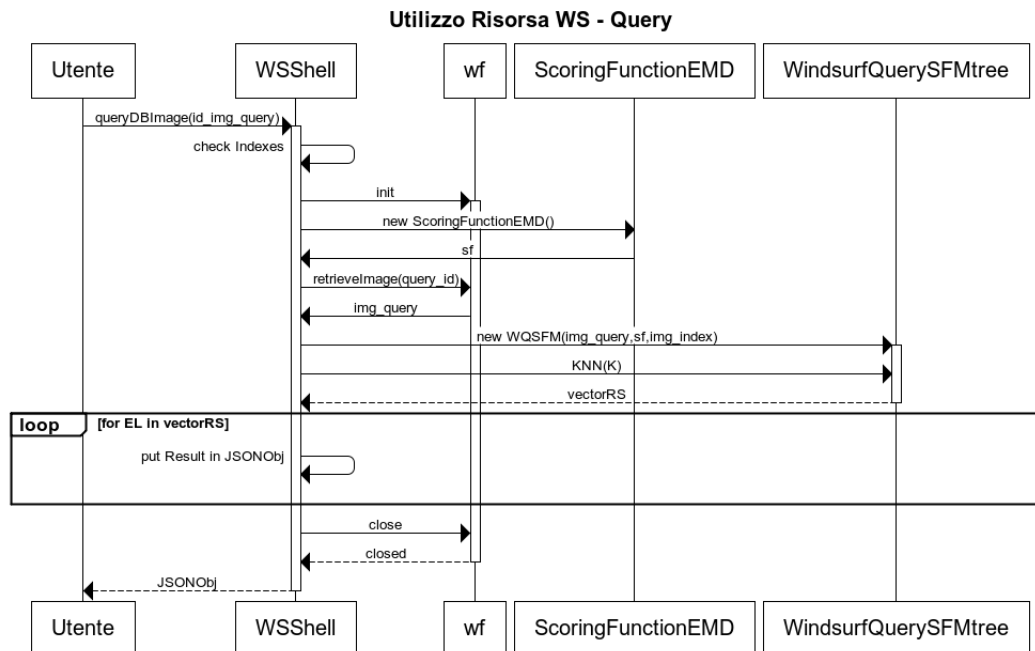 Utilizzo Risorsa WS - Query
Utente
WSShell
wf
ScoringFunctionEMD
WindsurfQuerySFMtree
queryDBImage(id_img_query)
check Indexes
init
new ScoringFunctionEMD()
sf
retrieveImage(query_id)
img_query
new WQSFM(img_query,sf,img_index)
KNN(K)
vectorRS
loop
[for EL in vectorRS]
put Result in JSONObj
close
closed
JSONObj
Utente
WSShell
wf
ScoringFunctionEMD
WindsurfQuerySFMtree